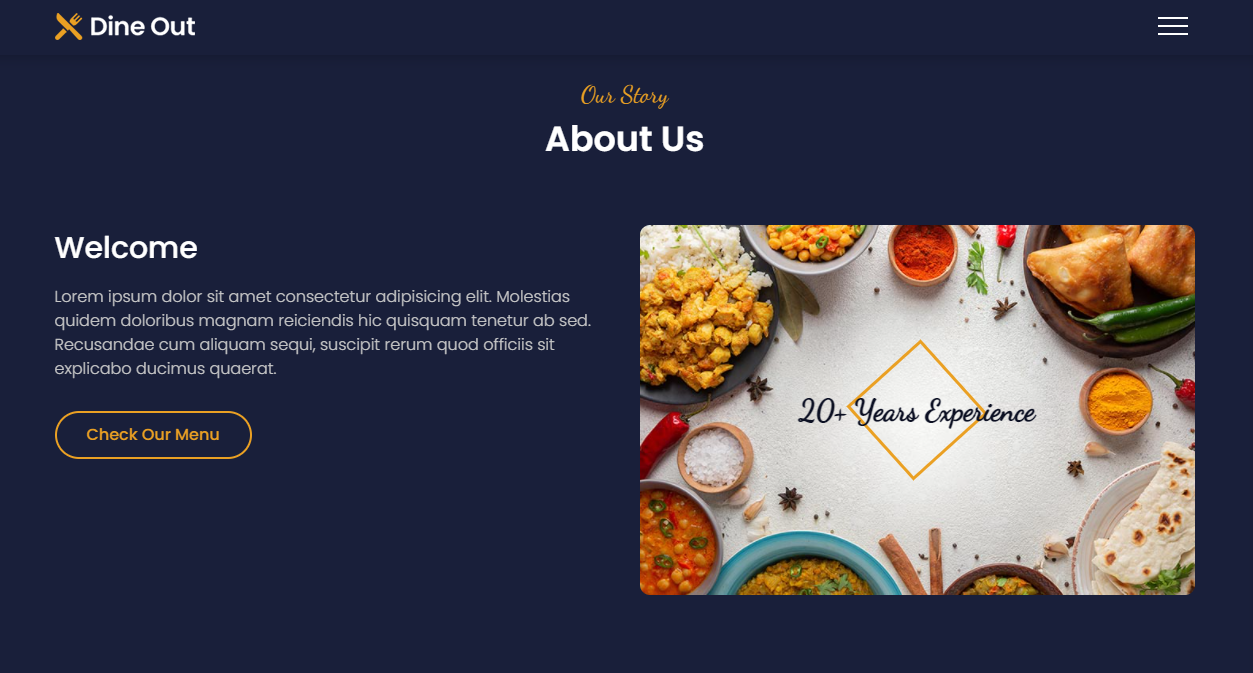 Dine Out
Our Story
About Us
Welcome
Lorem ipsum dolor sit amet consectetur adipisicing elit. Molestias
quidem doloribus magnam reiciendis hic quisquam tenetur ab sed.
Recusandae cum aliquam sequi, suscipit rerum quod officiis sit
explicabo ducimus quaerat.
Check Our Menu
20+ Years Experience